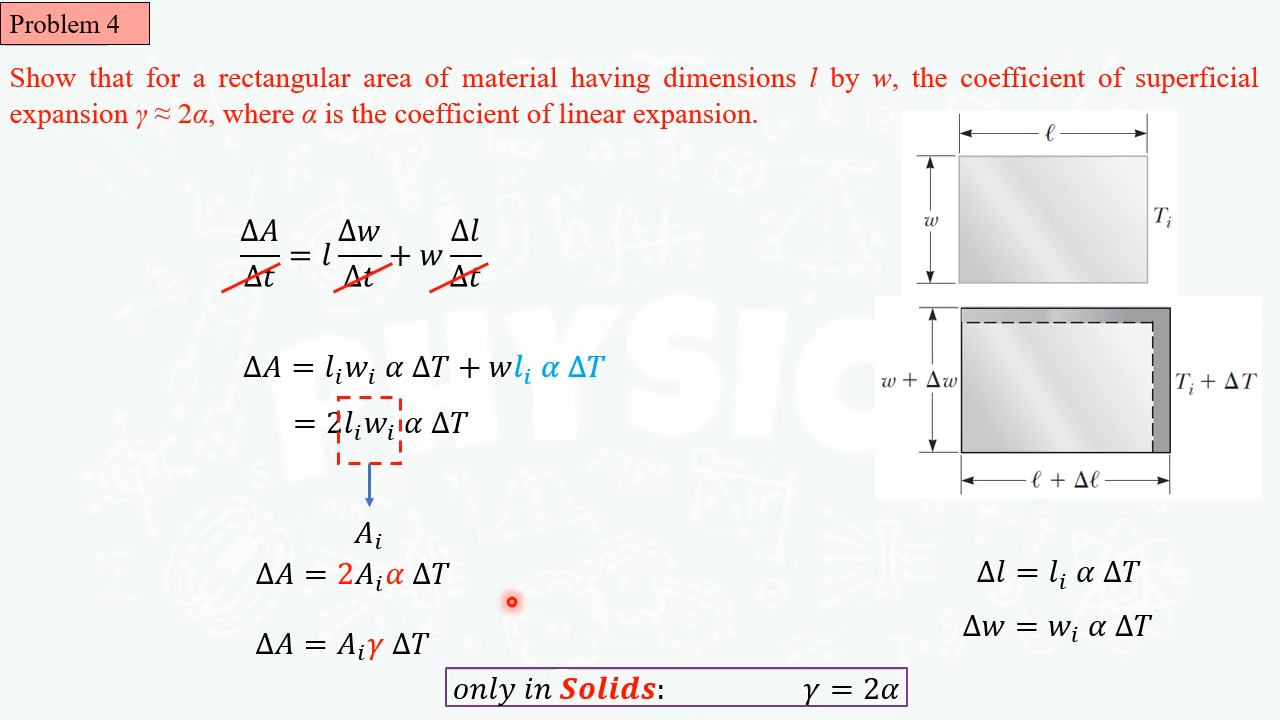 Problem 4
Show that for a rectangular area of material having dimensions l by w, the coefficient of superficial
expansion γ ≈ 2α, where α is the coefficient of linear expansion.
ℓ
w
T_i
ΔA/Δt = l Δw/Δt + w Δl/Δt
ΔA = l_i w_i α ΔT + w l_i α ΔT
= 2 l_i w_i α ΔT
w + Δw
T_i + ΔT
ℓ + Δℓ
A_i
ΔA = 2A_i α ΔT
Δl = l_i α ΔT
Δw = w_i α ΔT
ΔA = A_i γ ΔT
only in Solids: γ = 2α
PHYSIC